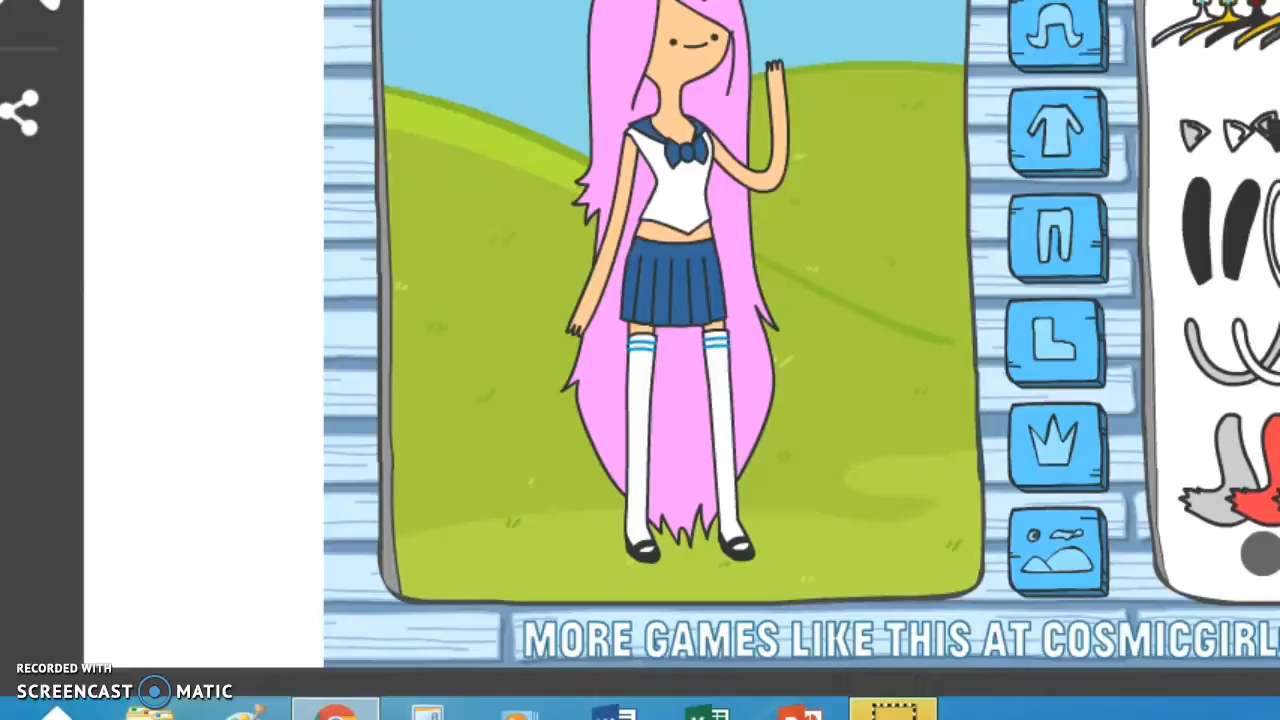 MORE GAMES LIKE THIS AT COSMICGIRL
RECORDED WITH
SCREENCAST MATIC